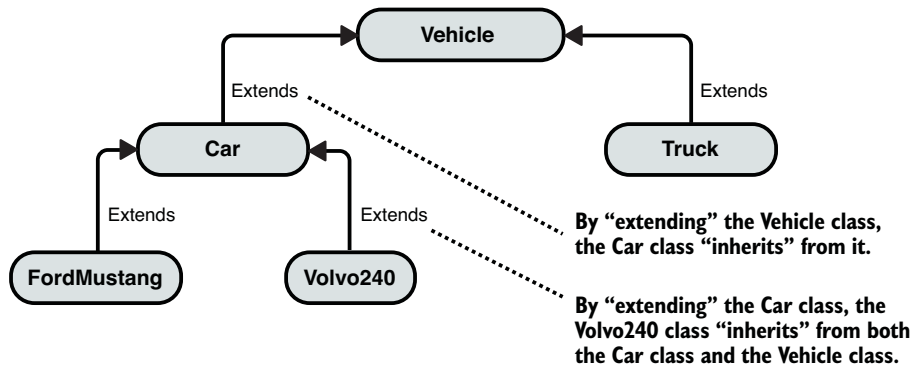 Vehicle
Extends
Extends
Car
Truck
Extends
Extends
By “extending” the Vehicle class,
the Car class “inherits” from it.
FordMustang
Volvo240
By “extending” the Car class, the
Volvo240 class “inherits” from both
the Car class and the Vehicle class.